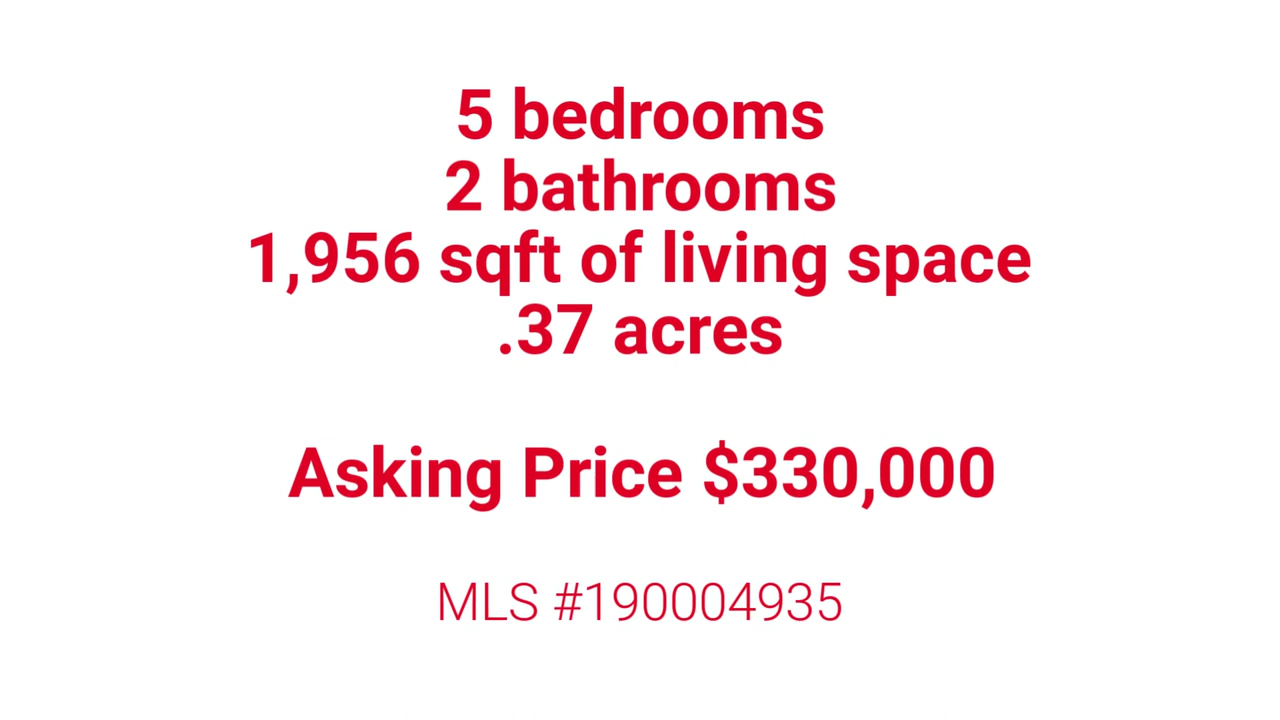 5 bedrooms
2 bathrooms
1,956 sqft of living space
.37 acres
Asking Price $330,000
MLS #190004935